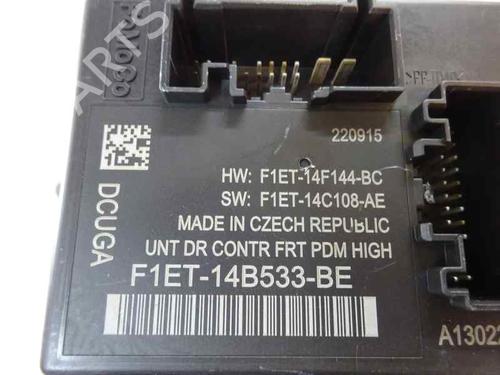 220915
HW: F1ET-14F144-BC
SW: F1ET-14C108-AE
MADE IN CZECH REPUBLIC
UNT DR CONTR FRT PDM HIGH
F1ET-14B533-BE
DCUGA
A13022